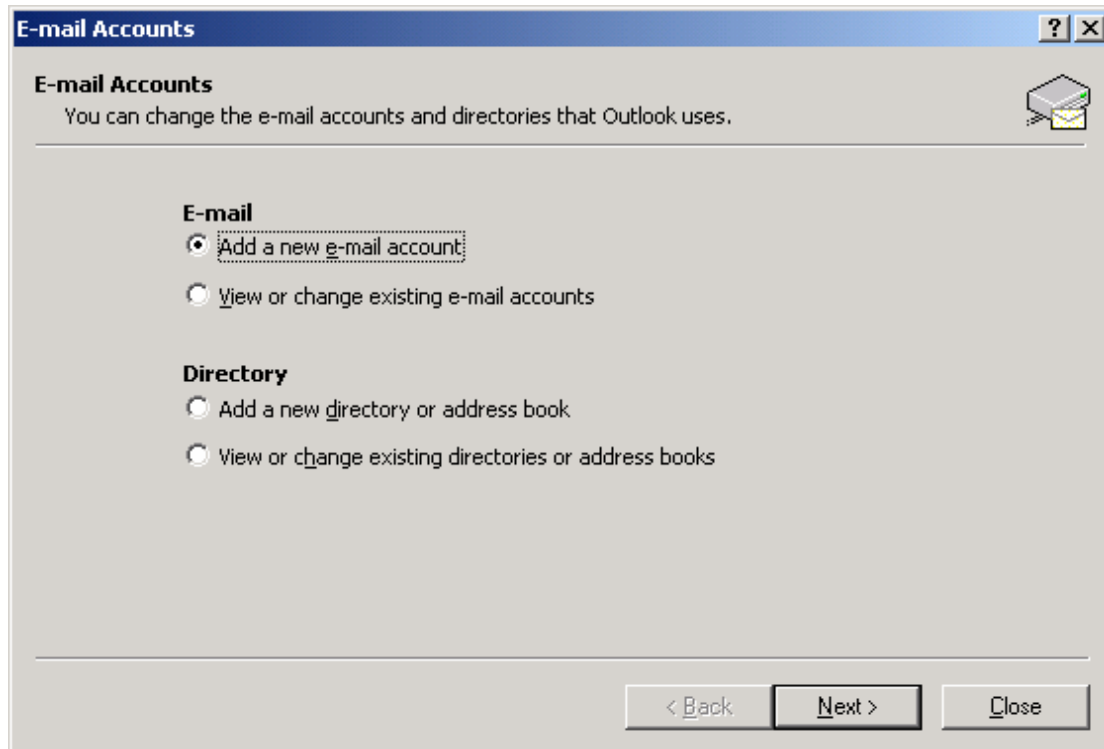 E-mail Accounts
E-mail Accounts
You can change the e-mail accounts and directories that Outlook uses.
E-mail
Add a new e-mail account
View or change existing e-mail accounts
Directory
Add a new directory or address book
View or change existing directories or address books
< Back Next > Close